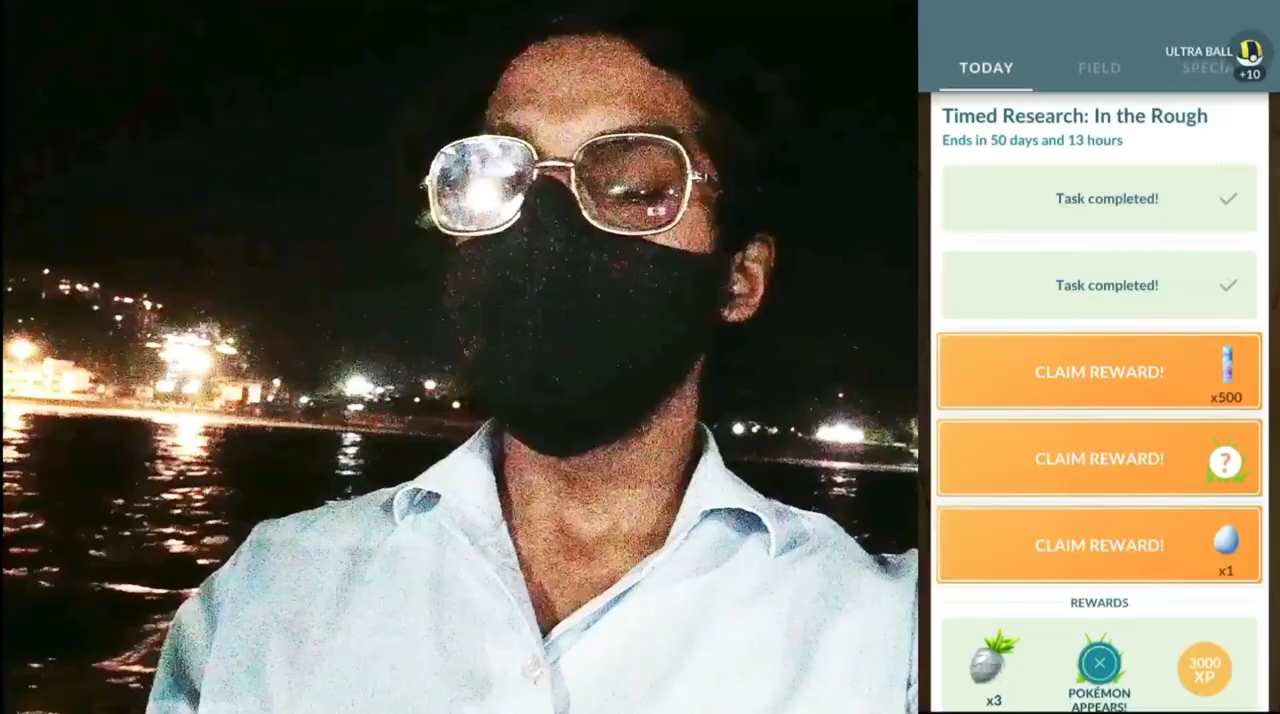 ULTRA BALL
+10
TODAY FIELD SPECIA
Timed Research: In the Rough
Ends in 50 days and 13 hours
Task completed!
Task completed!
CLAIM REWARD!
x500
CLAIM REWARD!
?
CLAIM REWARD!
x1
REWARDS
x3
POKÉMON
APPEARS!
3000
XP